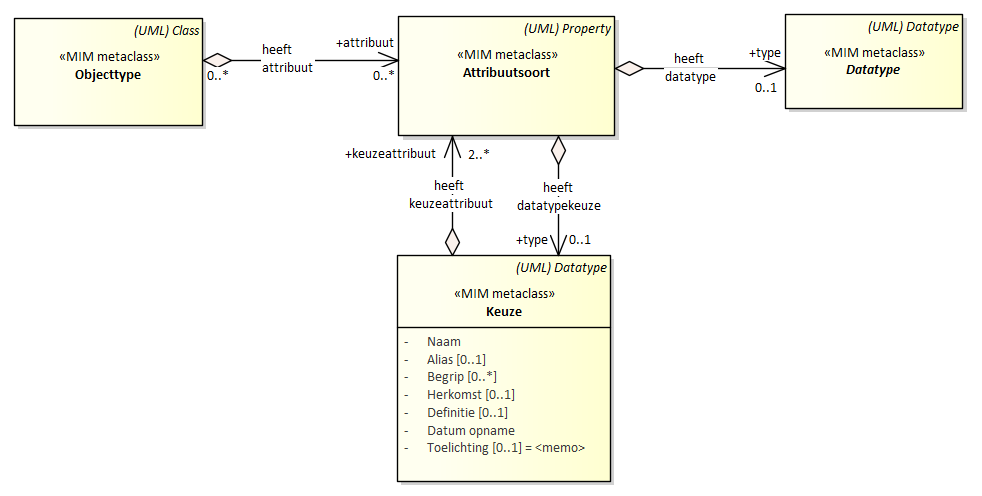 (UML) Class
«MIM metaclass»
Objecttype
0..*
heeft
attribuut
+attribuut
0..*
(UML) Property
«MIM metaclass»
Attribuutsoort
heeft
datatype
+type
0..1
(UML) Datatype
«MIM metaclass»
Datatype
+keuzeattribuut
2..*
heeft
keuzeattribuut
heeft
datatypekeuze
+type
0..1
(UML) Datatype
«MIM metaclass»
Keuze
- Naam
- Alias [0..1]
- Begrip [0..*]
- Herkomst [0..1]
- Definitie [0..1]
- Datum opname
- Toelichting [0..1] = <memo>